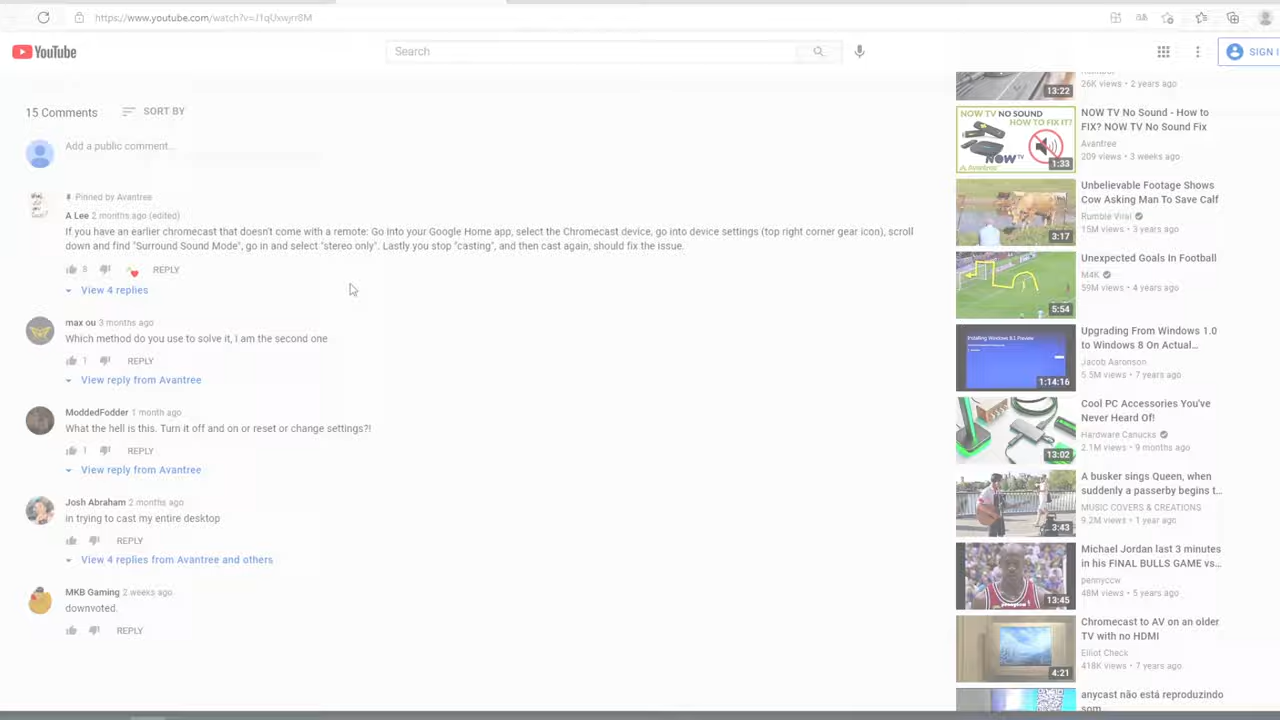 https://www.youtube.com/watch?v=J1qUxwjrr8M
YouTube
Search
SIGN I
15 Comments
SORT BY
Add a public comment...
Pinned by Avantree
A Lee 2 months ago (edited)
If you have an earlier chromecast that doesn't come with a remote: Go into your Google Home app, select the Chromecast device, go into device settings (top right corner gear icon), scroll
down and find "Surround Sound Mode", go in and select "stereo only". Lastly you stop "casting", and then cast again, should fix the issue.
8
REPLY
View 4 replies
max ou 3 months ago
Which method do you use to solve it, I am the second one
1
REPLY
View reply from Avantree
ModdedFodder 1 month ago
What the hell is this. Turn it off and on or reset or change settings?!
1
REPLY
View reply from Avantree
Josh Abraham 2 months ago
in trying to cast my entire desktop
REPLY
View 4 replies from Avantree and others
MKB Gaming 2 weeks ago
downvoted.
REPLY
13:22
26K views • 2 years ago
NOW TV NO SOUND
HOW TO FIX IT?
NOW TV
Avantree
1:33
NOW TV No Sound - How to
FIX? NOW TV No Sound Fix
Avantree
209 views • 3 weeks ago
3:17
Unbelievable Footage Shows
Cow Asking Man To Save Calf
Rumble Viral
15M views • 3 years ago
5:54
Unexpected Goals In Football
M4K
59M views • 4 years ago
Installing Windows 8.1 Preview
1:14:16
Upgrading From Windows 1.0
to Windows 8 On Actual...
Jacob Aaronson
5.5M views • 7 years ago
13:02
Cool PC Accessories You've
Never Heard Of!
Hardware Canucks
2.1M views • 9 months ago
3:43
A busker sings Queen, when
suddenly a passerby begins t...
MUSIC COVERS & CREATIONS
9.2M views • 1 year ago
13:45
Michael Jordan last 3 minutes
in his FINAL BULLS GAME vs...
pennyccw
48M views • 5 years ago
4:21
Chromecast to AV on an older
TV with no HDMI
Elliot Check
418K views • 7 years ago
anycast não está reproduzindo
som...